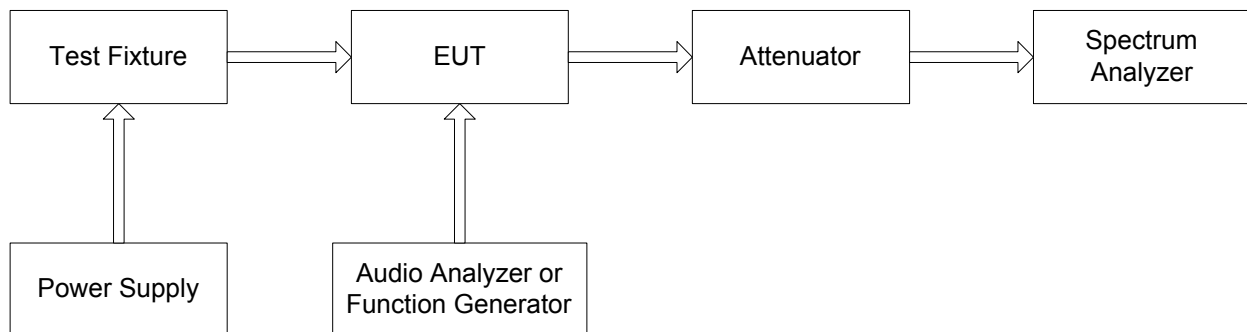 Test Fixture
EUT
Attenuator
Spectrum
Analyzer
Power Supply
Audio Analyzer or
Function Generator